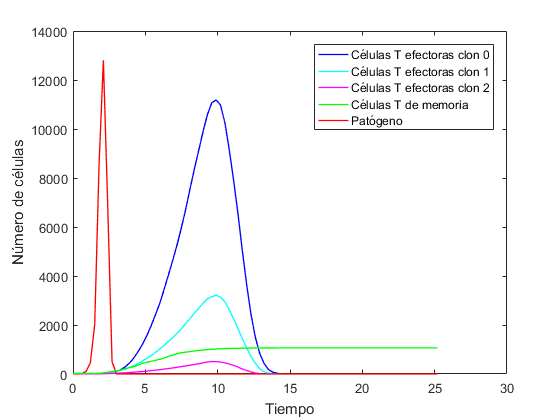 14000
12000
10000
8000
6000
4000
2000
0
Número de células
0
5
10
15
20
25
30
Tiempo
Células T efectoras clon 0
Células T efectoras clon 1
Células T efectoras clon 2
Células T de memoria
Patógeno